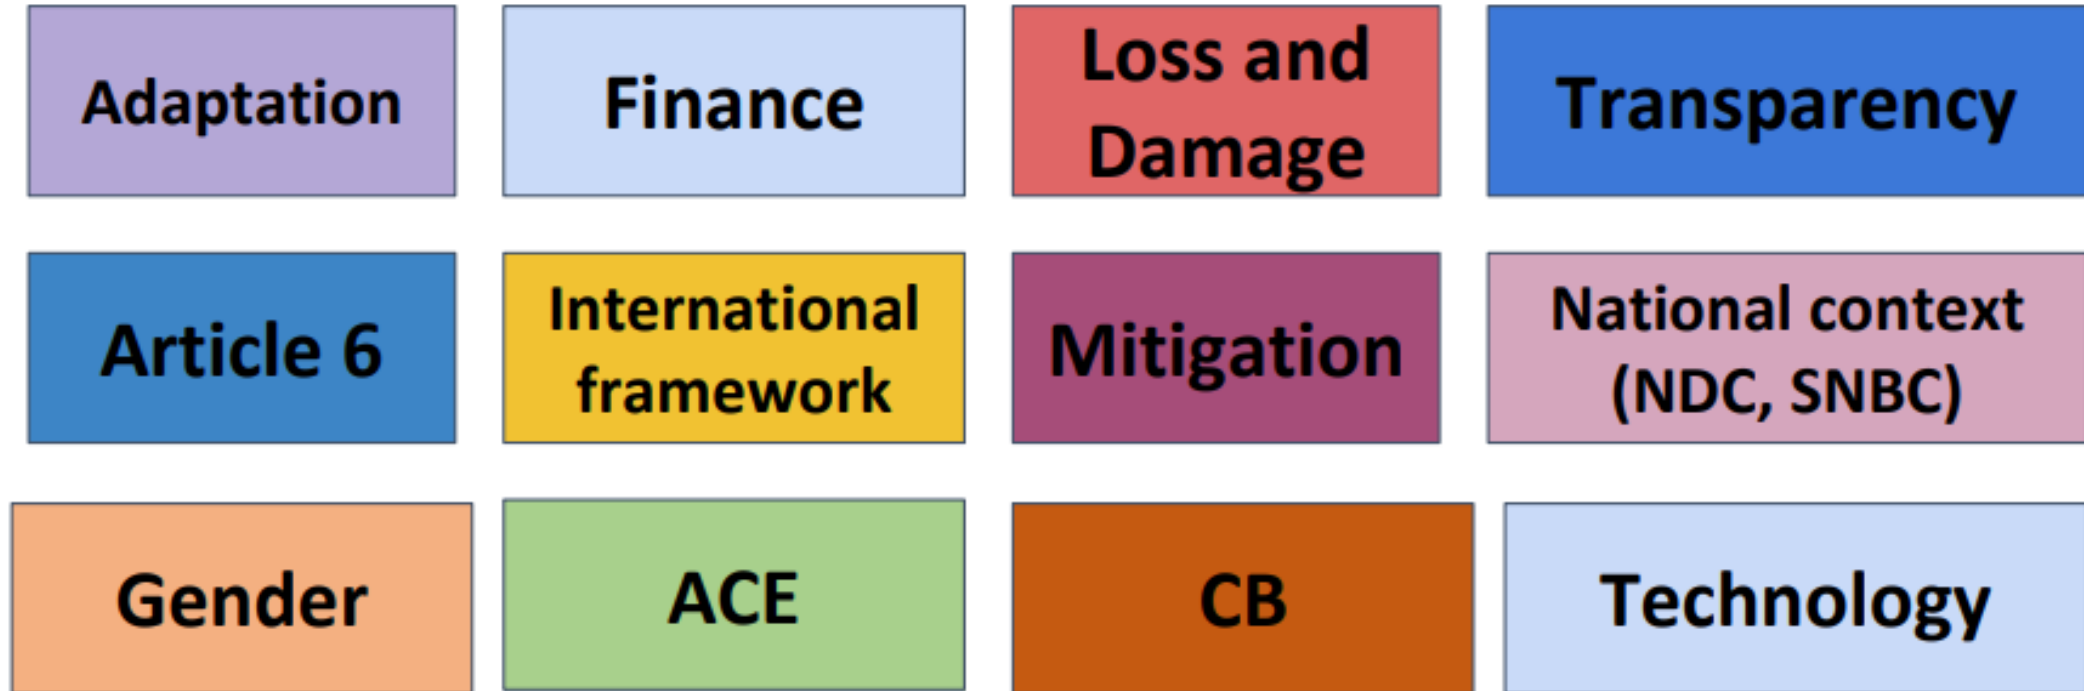 Adaptation
Finance
Loss and
Damage
Transparency
Article 6
International
framework
Mitigation
National context
(NDC, SNBC)
Gender
ACE
CB
Technology